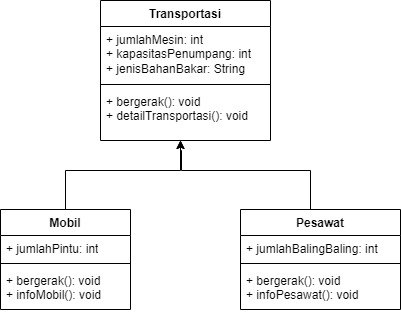 Transportasi
+ jumlahMesin: int
+ kapasitasPenumpang: int
+ jenisBahanBakar: String
+ bergerak(): void
+ detailTransportasi(): void
Mobil
+ jumlahPintu: int
+ bergerak(): void
+ infoMobil(): void
Pesawat
+ jumlahBalingBaling: int
+ bergerak(): void
+ infoPesawat(): void